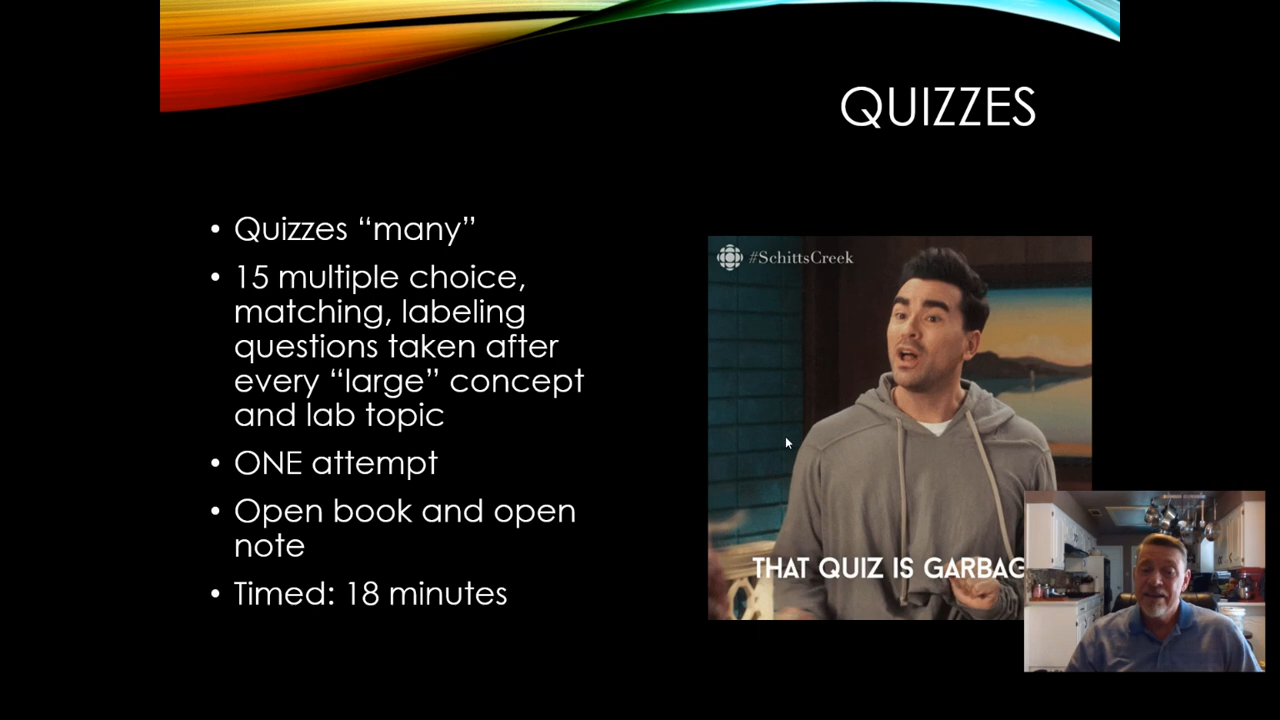 QUIZZES
• Quizzes “many”
• 15 multiple choice,
matching, labeling
questions taken after
every “large” concept
and lab topic
• ONE attempt
• Open book and open
note
• Timed: 18 minutes
#SchittsCreek
THAT QUIZ IS GARBAG